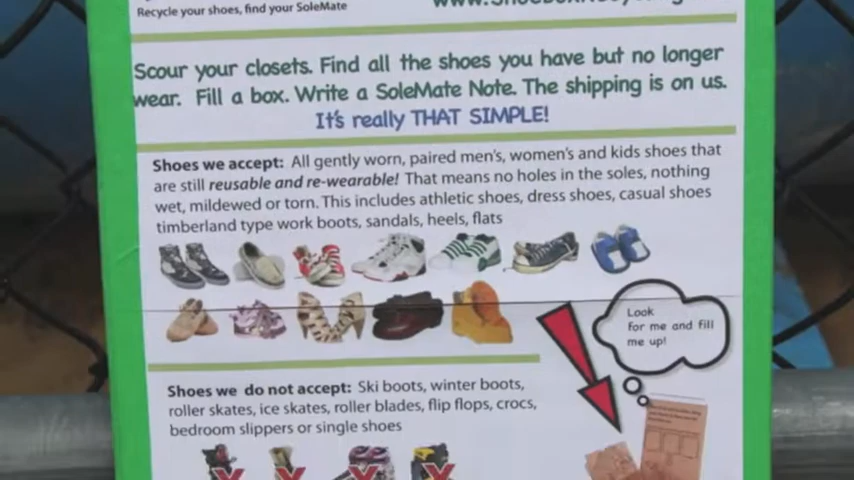 Recycle your shoes, find your SoleMate
Scour your closets. Find all the shoes you have but no longer
wear. Fill a box. Write a SoleMate Note. The shipping is on us.
It's really THAT SIMPLE!
Shoes we accept: All gently worn, paired men's, women's and kids shoes that
are still reusable and re-wearable! That means no holes in the soles, nothing
wet, mildewed or torn. This includes athletic shoes, dress shoes, casual shoes
timberland type work boots, sandals, heels, flats
Look
for me and fill
me up!
Shoes we do not accept: Ski boots, winter boots,
roller skates, ice skates, roller blades, flip flops, crocs,
bedroom slippers or single shoes